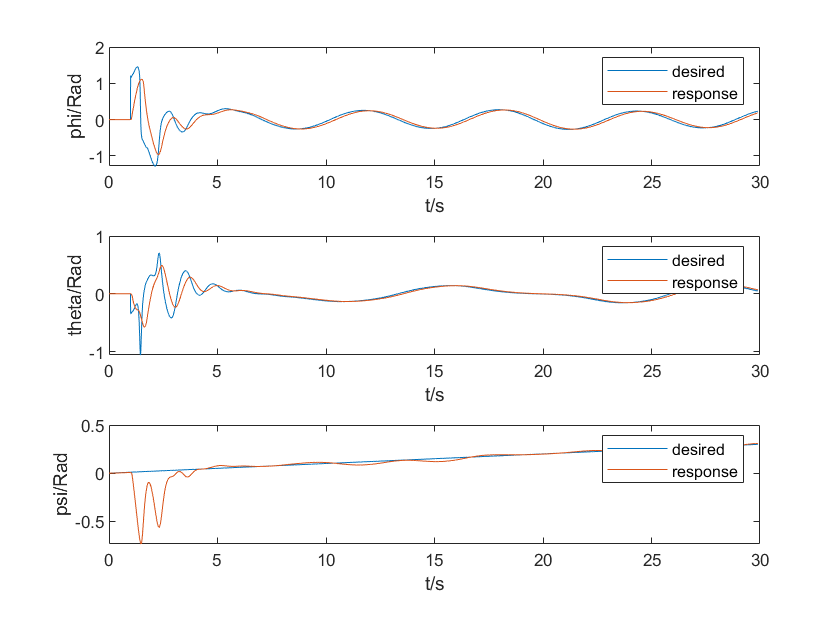 2
1
0
-1
phi/Rad
desired
response
0 5 10 15 20 25 30
t/s
1
0
-1
theta/Rad
desired
response
0 5 10 15 20 25 30
t/s
0.5
0
-0.5
psi/Rad
desired
response
0 5 10 15 20 25 30
t/s